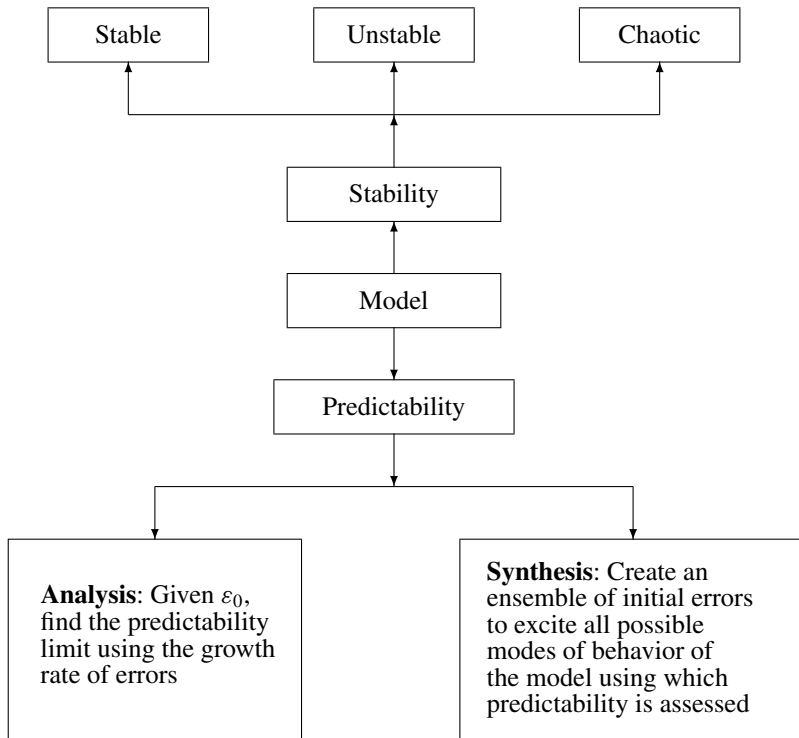 Stable
Unstable
Chaotic
Stability
Model
Predictability
Analysis: Given ε₀,
find the predictability
limit using the growth
rate of errors
Synthesis: Create an
ensemble of initial errors
to excite all possible
modes of behavior of
the model using which
predictability is assessed